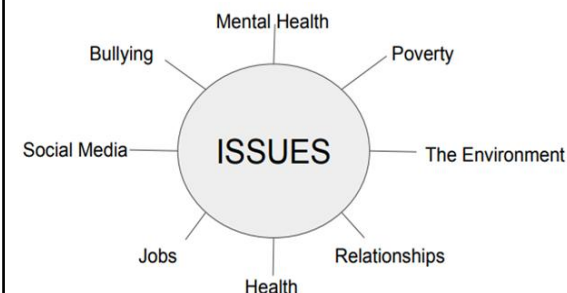 Mental Health
Bullying
Poverty
Social Media
ISSUES
The Environment
Jobs
Relationships
Health